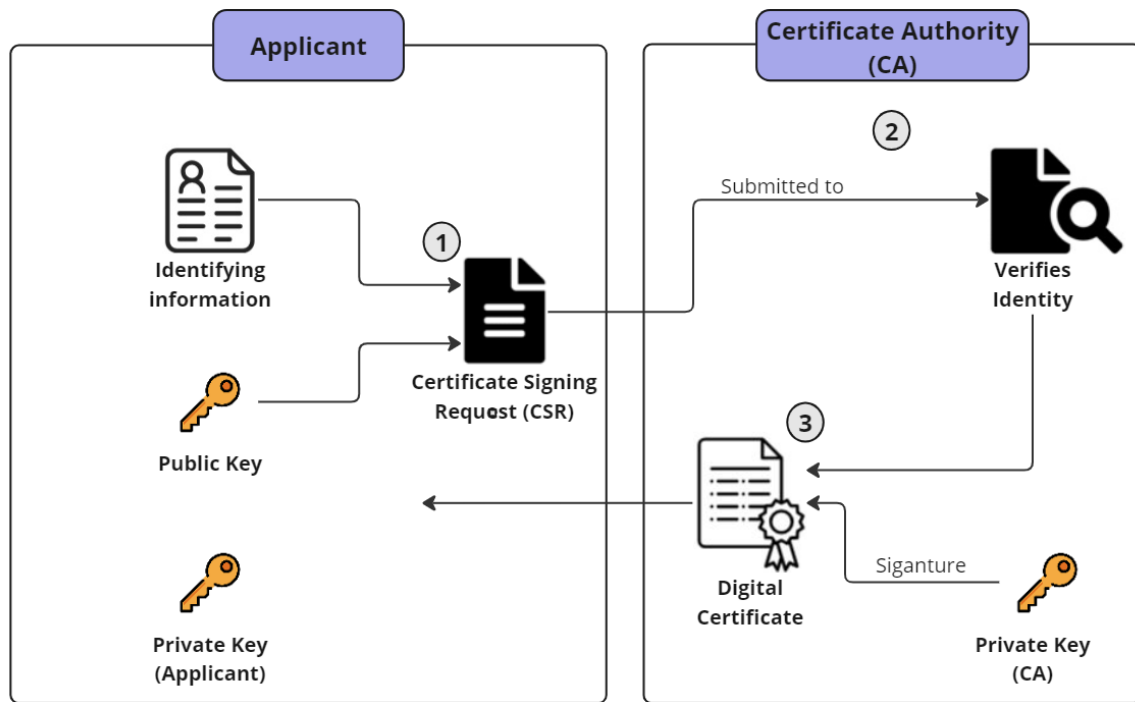 Applicant
Certificate Authority
(CA)
2
Submitted to
1
Identifying
information
Verifies
Identity
Certificate Signing
Request (CSR)
Public Key
3
Siganture
Digital
Certificate
Private Key
(Applicant)
Private Key
(CA)